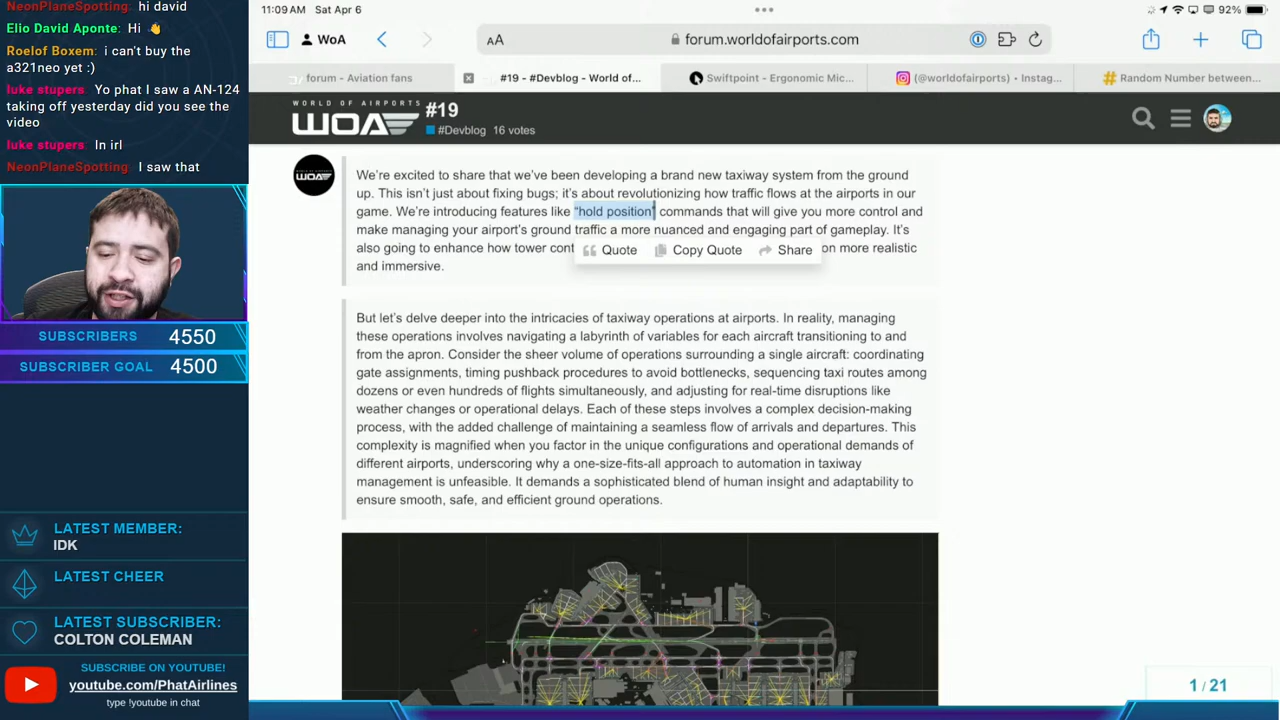 NeonPlaneSpotting: hi david
Elio David Aponte: Hi 👋
Roelof Boxem: i can't buy the
a321neo yet :)
luke stupers: Yo phat I saw a AN-124
taking off yesterday did you see the
video
luke stupers: In irl
NeonPlaneSpotting: I saw that
SUBSCRIBERS 4550
SUBSCRIBER GOAL 4500
LATEST MEMBER:
IDK
LATEST CHEER
LATEST SUBSCRIBER:
COLTON COLEMAN
SUBSCRIBE ON YOUTUBE!
youtube.com/PhatAirlines
type !youtube in chat
11:09 AM Sat Apr 6
92%
WoA
AA
forum.worldofairports.com
forum - Aviation fans
#19 - #Devblog - World of...
Swiftpoint - Ergonomic Mic...
(@worldofairports) • Instag...
Random Number between...
WORLD OF AIRPORTS
WOA
#19
#Devblog 16 votes
We're excited to share that we've been developing a brand new taxiway system from the ground
up. This isn't just about fixing bugs; it's about revolutionizing how traffic flows at the airports in our
game. We're introducing features like “hold position” commands that will give you more control and
make managing your airport's ground traffic a more nuanced and engaging part of gameplay. It's
also going to enhance how tower cont on more realistic
and immersive.
Quote
Copy Quote
Share
But let's delve deeper into the intricacies of taxiway operations at airports. In reality, managing
these operations involves navigating a labyrinth of variables for each aircraft transitioning to and
from the apron. Consider the sheer volume of operations surrounding a single aircraft: coordinating
gate assignments, timing pushback procedures to avoid bottlenecks, sequencing taxi routes among
dozens or even hundreds of flights simultaneously, and adjusting for real-time disruptions like
weather changes or operational delays. Each of these steps involves a complex decision-making
process, with the added challenge of maintaining a seamless flow of arrivals and departures. This
complexity is magnified when you factor in the unique configurations and operational demands of
different airports, underscoring why a one-size-fits-all approach to automation in taxiway
management is unfeasible. It demands a sophisticated blend of human insight and adaptability to
ensure smooth, safe, and efficient ground operations.
1 / 21